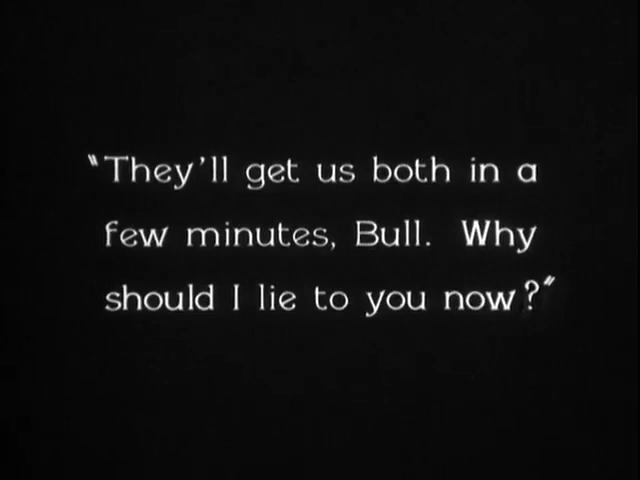 "They'll get us both in a
few minutes, Bull. Why
should I lie to you now?"